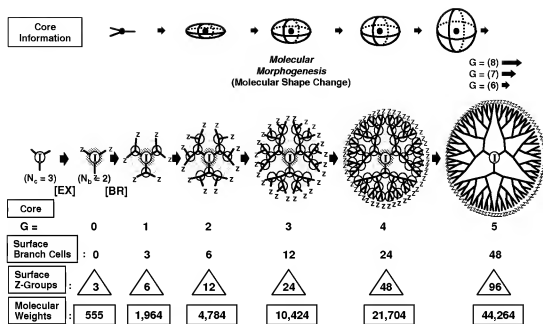 Core
Information
Molecular
Morphogenesis
(Molecular Shape Change)
G = (8)
G = (7)
G = (6)
(Nc = 3)
[EX]
(Nb = 2)
[BR]
Core
G = 0 1 2 3 4 5
Surface
Branch Cells : 0 3 6 12 24 48
Surface
Z-Groups : 3 6 12 24 48 96
Molecular
Weights : 555 1,964 4,784 10,424 21,704 44,264